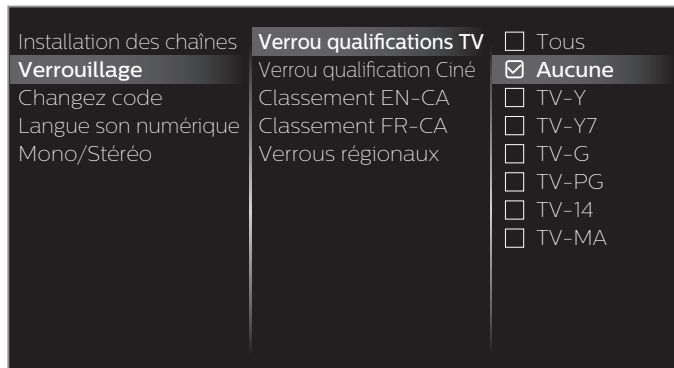 Installation des chaînes
Verrouillage
Changez code
Langue son numérique
Mono/Stéréo
Verrou qualifications TV
Verrou qualification Ciné
Classement EN-CA
Classement FR-CA
Verrous régionaux
Tous
Aucune
TV-Y
TV-Y7
TV-G
TV-PG
TV-14
TV-MA